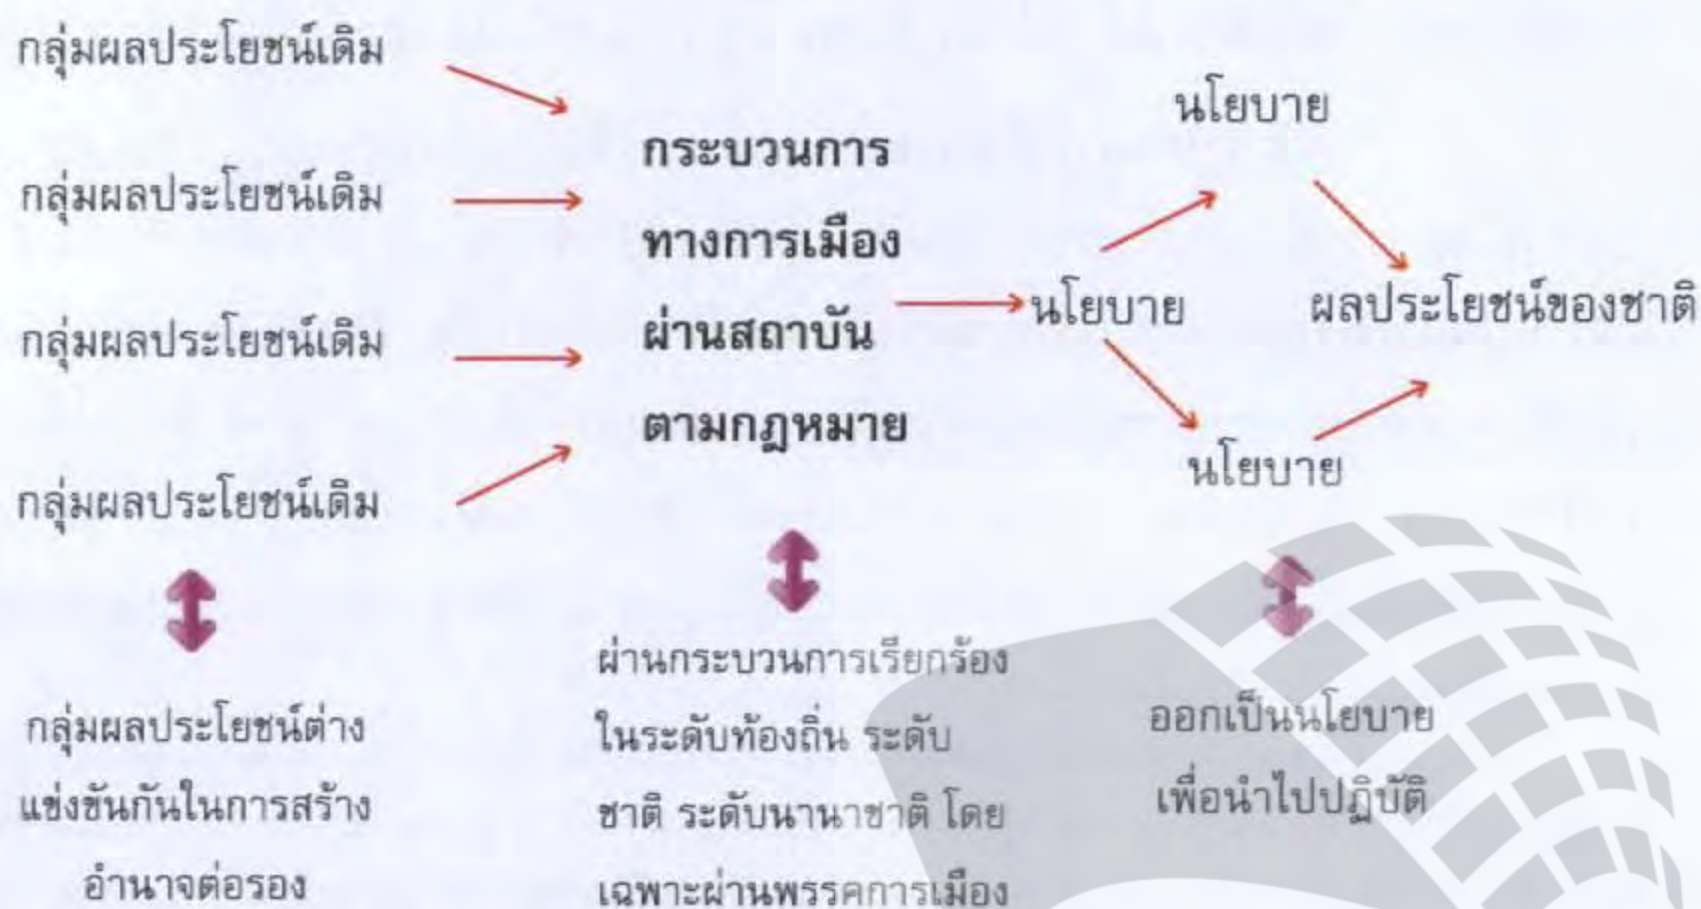 กลุ่มผลประโยชน์เดิม
กลุ่มผลประโยชน์เดิม
กลุ่มผลประโยชน์เดิม
กลุ่มผลประโยชน์เดิม
กระบวนการ
ทางการเมือง
ผ่านสถาบัน
ตามกฎหมาย
นโยบาย
นโยบาย
ผลประโยชน์ของชาติ
นโยบาย
กลุ่มผลประโยชน์ต่าง
แข่งขันกันในการสร้าง
อำนาจต่อรอง
ผ่านกระบวนการเรียกร้อง
ในระดับท้องถิ่น ระดับ
ชาติ ระดับนานาชาติ โดย
เฉพาะผ่านพรรคการเมือง
ออกเป็นนโยบาย
เพื่อนำไปปฏิบัติ